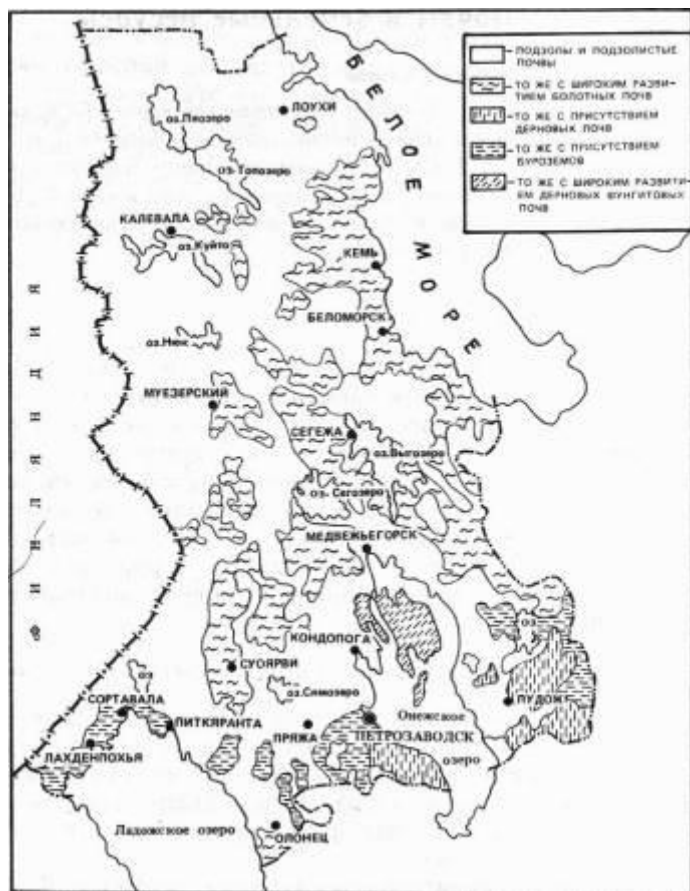 ПОДЗОЛЫ И ПОДЗОЛИСТЫЕ
ПОЧВЫ
ТО ЖЕ С ШИРОКИМ РАЗВИ-
ТИЕМ БОЛОТНЫХ ПОЧВ
ТО ЖЕ С ПРИСУТСТВИЕМ
ДЕРНОВЫХ ПОЧВ
ТО ЖЕ С ПРИСУТСТВИЕМ
БУРОЗЕМОВ
ТО ЖЕ С ШИРОКИМ РАЗВИТИ-
ЕМ ДЕРНОВЫХ ШУНГИТОВЫХ
ПОЧВ
БЕЛОЕ МОРЕ
ЛОУХИ
оз.Пяозеро
оз.Топозеро
КАЛЕВАЛА
оз.Куйто
КЕМЬ
БЕЛОМОРСК
оз.Нюк
МУЕЗЕРСКИЙ
СЕГЕЖА
оз.Выгозеро
оз.Сегозеро
МЕДВЕЖЬЕГОРСК
ФИНЛЯНДИЯ
КОНДОПОГА
оз
СУОЯРВИ
оз
оз.Сямозеро
СОРТАВАЛА
ПИТКЯРАНТА
ПРЯЖА
Онежское
озеро
ПЕТРОЗАВОДСК
ПУДОЖ
ЛАХДЕНПОХЬЯ
Ладожское озеро
ОЛОНЕЦ